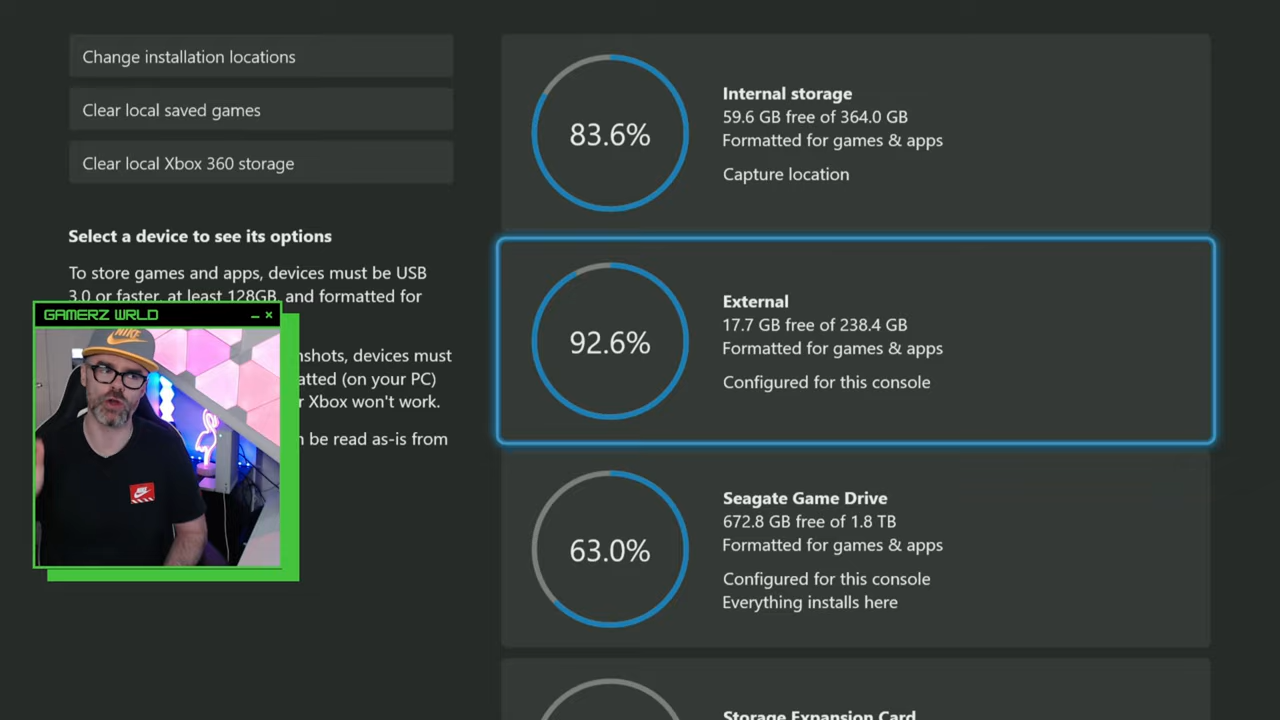 Change installation locations
Clear local saved games
Clear local Xbox 360 storage
Select a device to see its options
To store games and apps, devices must be USB
3.0 or faster, at least 128GB, and formatted for
nshots, devices must
atted (on your PC)
r Xbox won't work.
n be read as-is from
GAMERZ WRLD
NIKE
83.6%
Internal storage
59.6 GB free of 364.0 GB
Formatted for games & apps
Capture location
92.6%
External
17.7 GB free of 238.4 GB
Formatted for games & apps
Configured for this console
63.0%
Seagate Game Drive
672.8 GB free of 1.8 TB
Formatted for games & apps
Configured for this console
Everything installs here
Storage Expansion Card